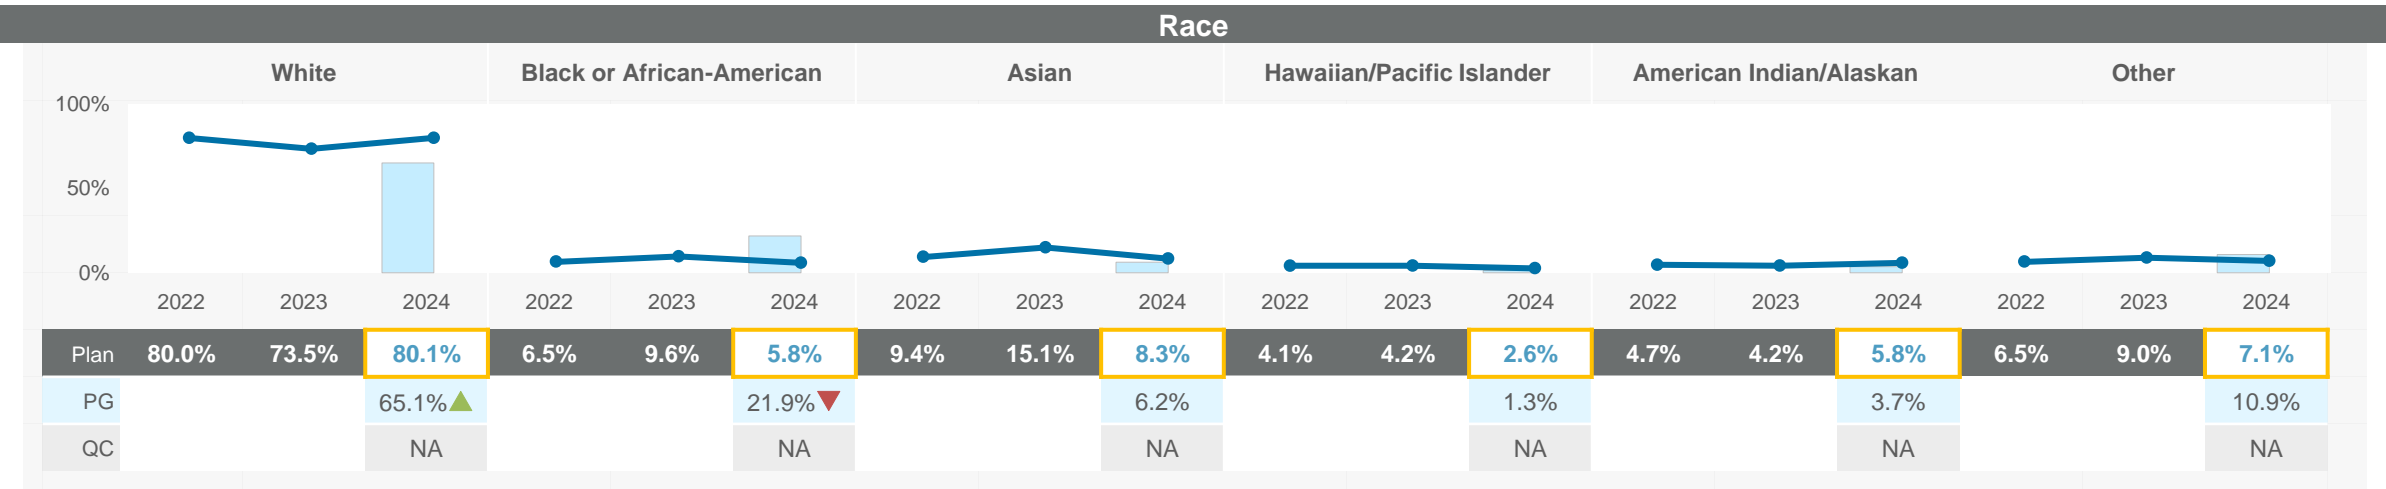 Race
White Black or African-American Asian Hawaiian/Pacific Islander American Indian/Alaskan Other
100%
50%
0%
2022 2023 2024 2022 2023 2024 2022 2023 2024 2022 2023 2024 2022 2023 2024 2022 2023 2024
Plan 80.0% 73.5% 80.1% 6.5% 9.6% 5.8% 9.4% 15.1% 8.3% 4.1% 4.2% 2.6% 4.7% 4.2% 5.8% 6.5% 9.0% 7.1%
PG 65.1% 21.9% 6.2% 1.3% 3.7% 10.9%
QC NA NA NA NA NA NA